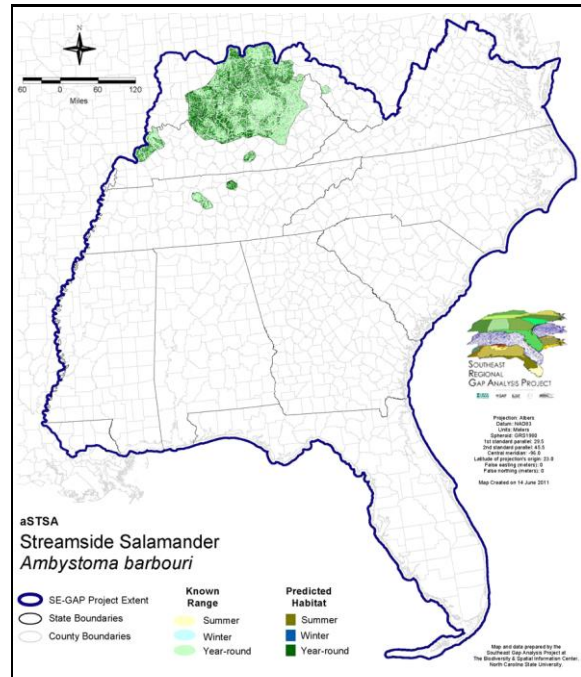 N
60 0 60 120
Miles
SOUTHEAST
REGIONAL
GAP ANALYSIS PROJECT
Projection: Albers
Datum: NAD83
Units: Meters
Spheroid: GRS1980
1st standard parallel: 29.5
2nd standard parallel: 45.5
Central meridian: -96.0
Latitude of projection's origin: 23.0
False easting (meters): 0
False northing (meters): 0
Map Created on 14 June 2011
aSTSA
Streamside Salamander
Ambystoma barbouri
SE-GAP Project Extent
State Boundaries
County Boundaries
Known
Range
Summer
Winter
Year-round
Predicted
Habitat
Summer
Winter
Year-round
Map and data prepared by the
Southeast Gap Analysis Project at
The Biodiversity & Spatial Information Center,
North Carolina State University.